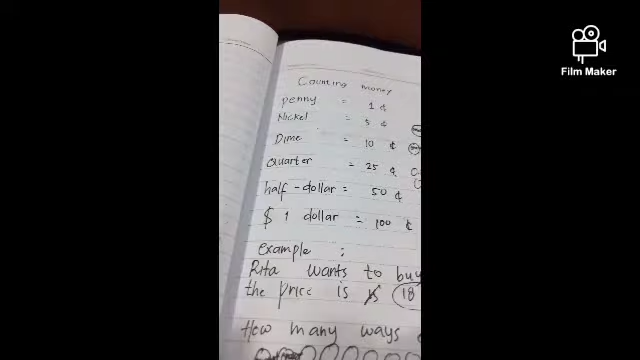 Counting money
penny = 1 ¢
Nickel = 5 ¢
Dime = 10 ¢
quarter = 25 ¢
half-dollar = 50 ¢
$ 1 dollar = 100 ¢
example :
Rita wants to buy
the price is 18
How many ways
Film Maker